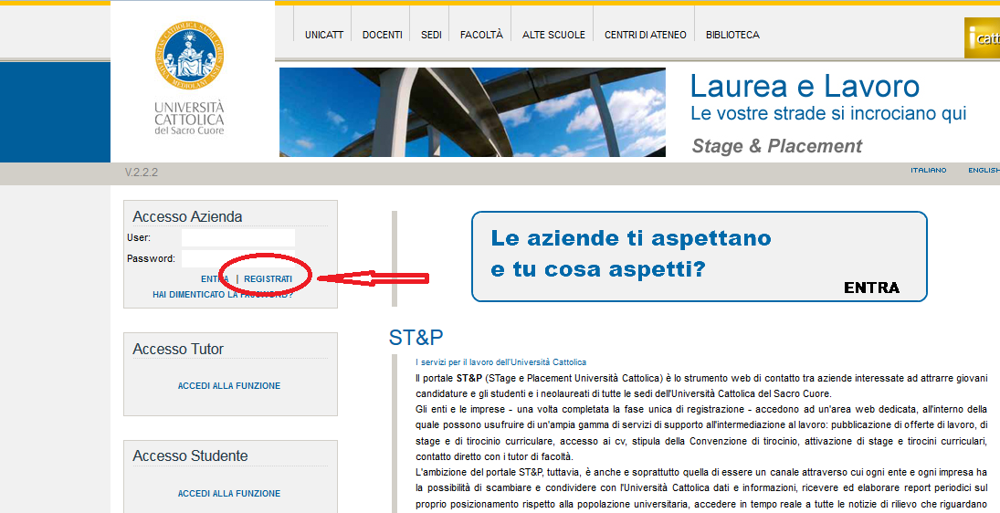 UNICATT DOCENTI SEDI FACOLTÀ ALTE SCUOLE CENTRI DI ATENEO BIBLIOTECA
UNIVERSITÀ
CATTOLICA
del Sacro Cuore
Laurea e Lavoro
Le vostre strade si incrociano qui
Stage & Placement
V.2.2.2
ITALIANO ENGLISH
Accesso Azienda
User:
Password:
ENTRA | REGISTRATI
HAI DIMENTICATO LA PASSWORD?
Le aziende ti aspettano
e tu cosa aspetti?
ENTRA
Accesso Tutor
ACCEDI ALLA FUNZIONE
Accesso Studente
ACCEDI ALLA FUNZIONE
ST&P
I servizi per il lavoro dell'Università Cattolica
Il portale ST&P (STage e Placement Università Cattolica) è lo strumento web di contatto tra aziende interessate ad attrarre giovani
candidature e gli studenti e i neolaureati di tutte le sedi dell'Università Cattolica del Sacro Cuore.
Gli enti e le imprese - una volta completata la fase unica di registrazione - accedono ad un'area web dedicata, all'interno della
quale possono usufruire di un'ampia gamma di servizi di supporto all'intermediazione al lavoro: pubblicazione di offerte di lavoro, di
stage e di tirocinio curriculare, accesso ai cv, stipula della Convenzione di tirocinio, attivazione di stage e tirocini curriculari,
contatto diretto con i tutor di facoltà.
L'ambizione del portale ST&P, tuttavia, è anche e soprattutto quella di essere un canale attraverso cui ogni ente e ogni impresa ha
la possibilità di scambiare e condividere con l'Università Cattolica dati e informazioni, ricevere ed elaborare report periodici sul
proprio posizionamento rispetto alla popolazione universitaria, accedere in tempo reale a tutte le notizie di rilievo che riguardano